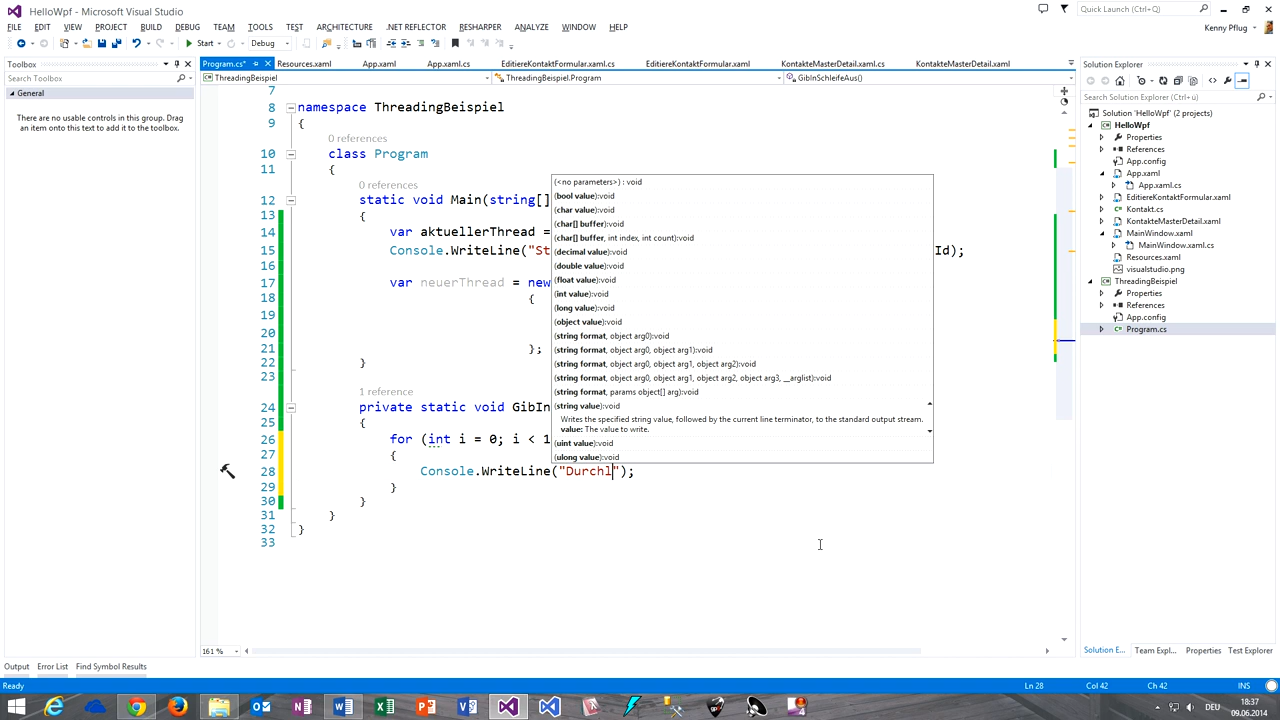 HelloWpf - Microsoft Visual Studio
Quick Launch (Ctrl+Q)
FILE EDIT VIEW PROJECT BUILD DEBUG TEAM TOOLS TEST ARCHITECTURE .NET REFLECTOR RESHARPER ANALYZE WINDOW HELP
Kenny Pflug
Start Debug
Toolbox
Search Toolbox
General
There are no usable controls in this group. Drag
an item onto this text to add it to the toolbox.
Program.cs* Resources.xaml App.xaml App.xaml.cs EditiereKontaktFormular.xaml.cs EditiereKontaktFormular.xaml KontakteMasterDetail.xaml.cs KontakteMasterDetail.xaml
ThreadingBeispiel ThreadingBeispiel.Program GibInSchleifeAus()
7
8 namespace ThreadingBeispiel
9 {
0 references
10 class Program
11 {
0 references
12 static void Main(string[]
13 {
14 var aktuellerThread =
15 Console.WriteLine("St Id);
16
17 var neuerThread = new
18 {
19
20
21 };
22 }
23
1 reference
24 private static void GibIn
25 {
26 for (int i = 0; i < 1
27 {
28 Console.WriteLine("Durchl");
29 }
30 }
31 }
32 }
33
(<no parameters>) : void
(bool value):void
(char value):void
(char[] buffer):void
(char[] buffer, int index, int count):void
(decimal value):void
(double value):void
(float value):void
(int value):void
(long value):void
(object value):void
(string format, object arg0):void
(string format, object arg0, object arg1):void
(string format, object arg0, object arg1, object arg2):void
(string format, object arg0, object arg1, object arg2, object arg3, __arglist):void
(string format, params object[] arg):void
(string value):void
Writes the specified string value, followed by the current line terminator, to the standard output stream.
value: The value to write.
(uint value):void
(ulong value):void
Solution Explorer
Search Solution Explorer (Ctrl+ü)
Solution 'HelloWpf' (2 projects)
HelloWpf
Properties
References
App.config
App.xaml
App.xaml.cs
EditiereKontaktFormular.xaml
Kontakt.cs
KontakteMasterDetail.xaml
MainWindow.xaml
MainWindow.xaml.cs
Resources.xaml
visualstudio.png
ThreadingBeispiel
Properties
References
App.config
Program.cs
161 %
Solution E... Team Expl... Properties Test Explorer
Output Error List Find Symbol Results
Ready Ln 28 Col 42 Ch 42 INS
DEU 18:37
09.06.2014